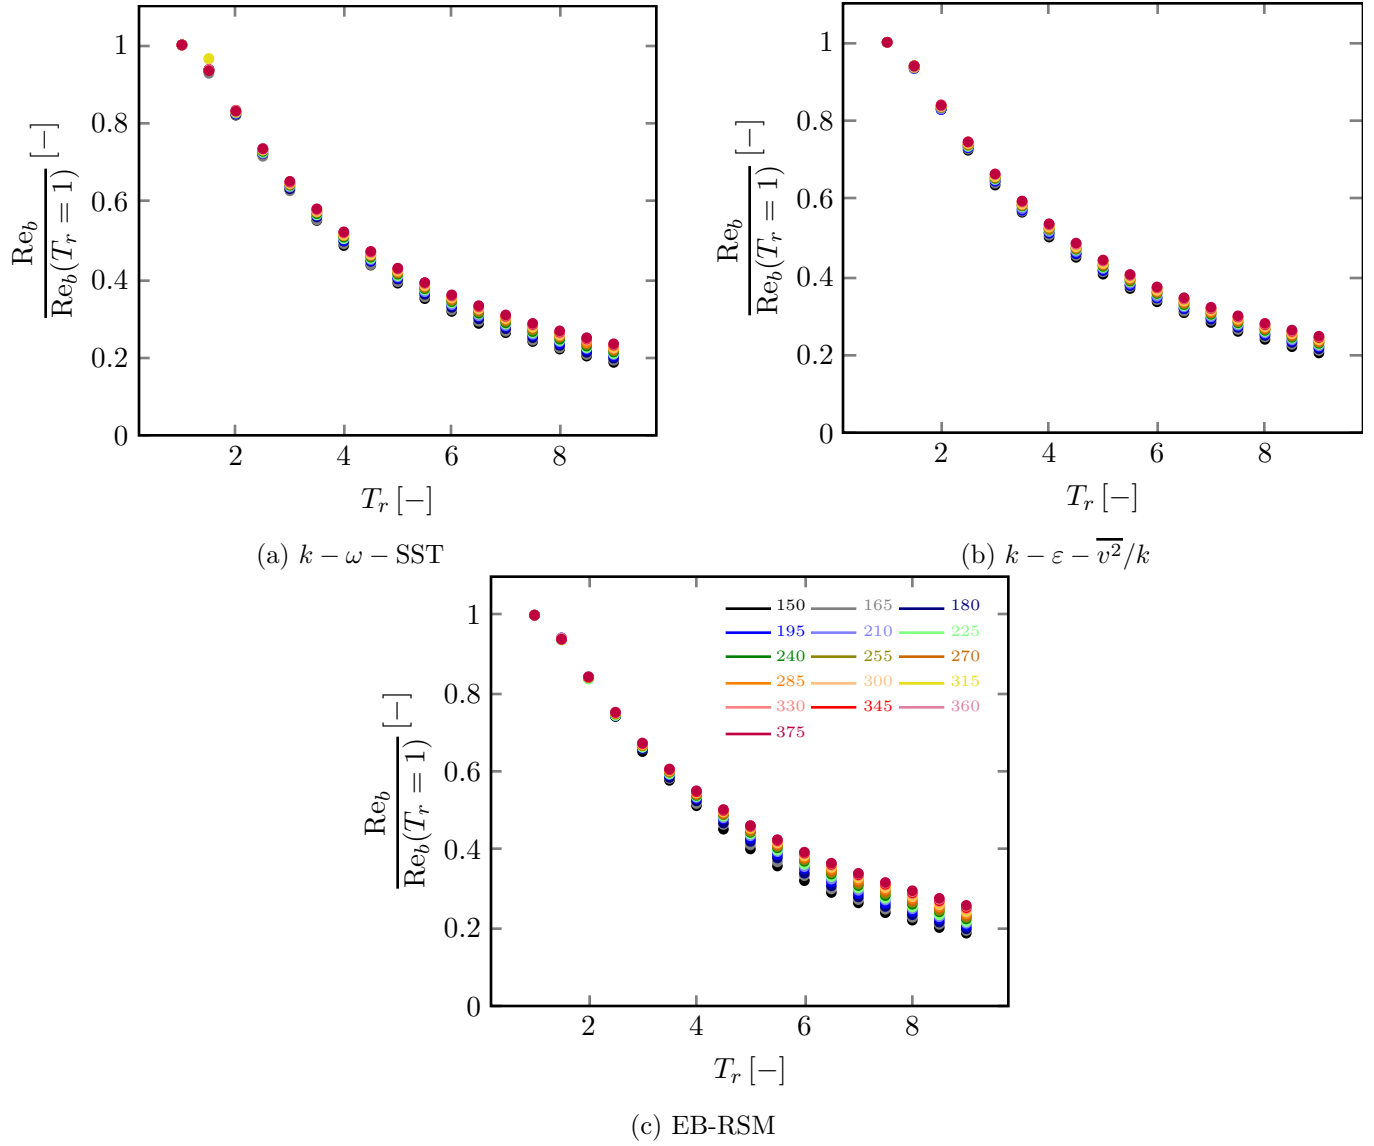 1
0.8
0.6
0.4
0.2
0
2 4 6 8
Re_b / Re_b(T_r = 1) [−]
T_r [−]
(a) k − ω − SST
1
0.8
0.6
0.4
0.2
0
2 4 6 8
Re_b / Re_b(T_r = 1) [−]
T_r [−]
(b) k − ε − \overline{v^2}/k
1
0.8
0.6
0.4
0.2
0
2 4 6 8
Re_b / Re_b(T_r = 1) [−]
T_r [−]
150 165 180
195 210 225
240 255 270
285 300 315
330 345 360
375
(c) EB-RSM